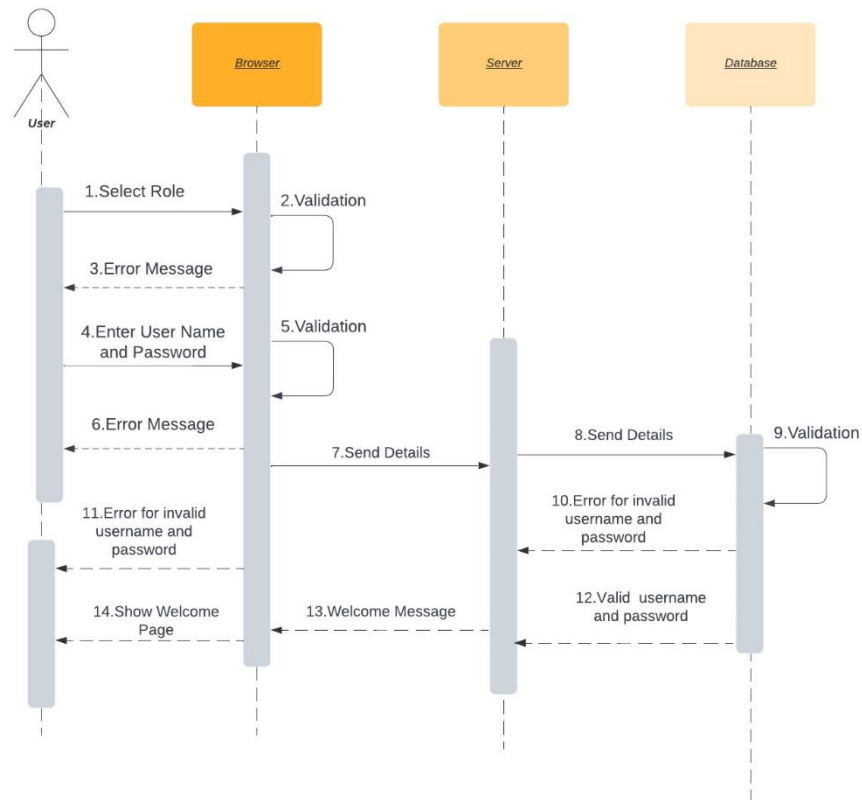 User
Browser
Server
Database
1.Select Role
2.Validation
3.Error Message
4.Enter User Name
and Password
5.Validation
6.Error Message
7.Send Details
8.Send Details
9.Validation
10.Error for invalid
username and
password
11.Error for invalid
username and
password
12.Valid username
and password
13.Welcome Message
14.Show Welcome
Page